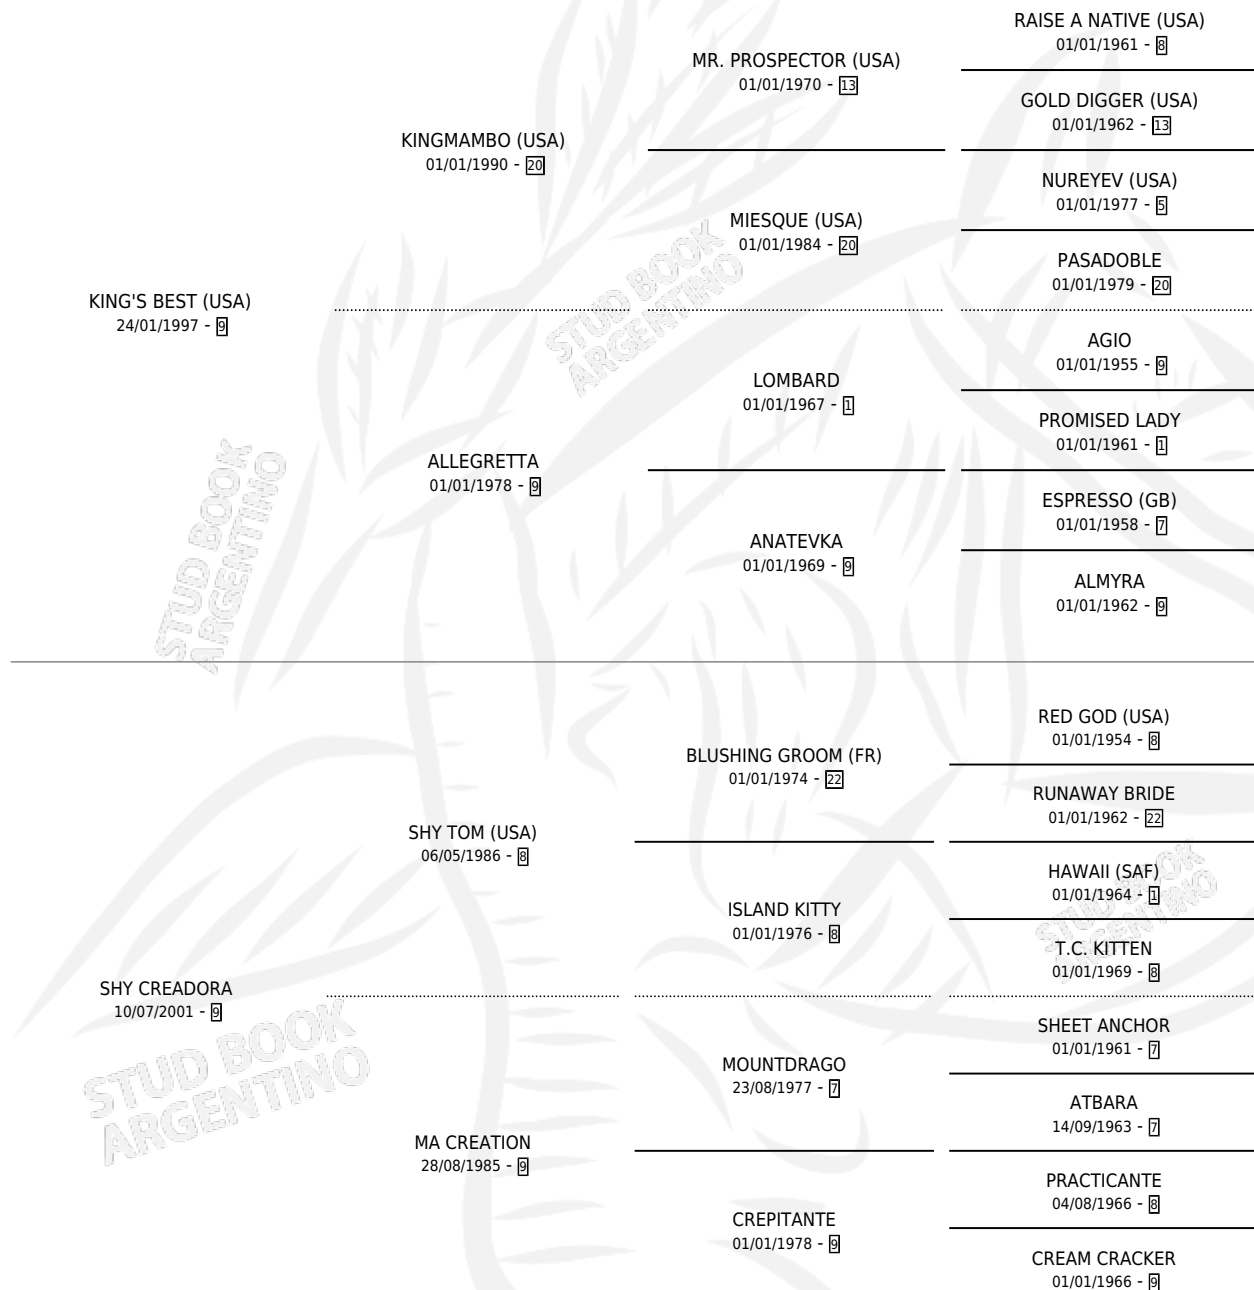 RAISE A NATIVE (USA)
01/01/1961 - 8
MR. PROSPECTOR (USA)
01/01/1970 - 13
GOLD DIGGER (USA)
01/01/1962 - 13
KINGMAMBO (USA)
01/01/1990 - 20
NUREYEV (USA)
01/01/1977 - 5
MIESQUE (USA)
01/01/1984 - 20
PASADOBLE
01/01/1979 - 20
KING'S BEST (USA)
24/01/1997 - 9
AGIO
01/01/1955 - 9
LOMBARD
01/01/1967 - 1
PROMISED LADY
01/01/1961 - 1
ALLEGRETTA
01/01/1978 - 9
ESPRESSO (GB)
01/01/1958 - 7
ANATEVKA
01/01/1969 - 9
ALMYRA
01/01/1962 - 9
STUD BOOK
ARGENTINO
STUD BOOK
ARGENTINO
RED GOD (USA)
01/01/1954 - 8
BLUSHING GROOM (FR)
01/01/1974 - 22
RUNAWAY BRIDE
01/01/1962 - 22
SHY TOM (USA)
06/05/1986 - 8
HAWAII (SAF)
01/01/1964 - 1
ISLAND KITTY
01/01/1976 - 8
T.C. KITTEN
01/01/1969 - 8
SHY CREADORA
10/07/2001 - 9
SHEET ANCHOR
01/01/1961 - 7
MOUNTDRAGO
23/08/1977 - 7
ATBARA
14/09/1963 - 7
MA CREATION
28/08/1985 - 9
PRACTICANTE
04/08/1966 - 8
CREPITANTE
01/01/1978 - 9
CREAM CRACKER
01/01/1966 - 9
STUD BOOK
ARGENTINO
STUD BOOK
ARGENTINO